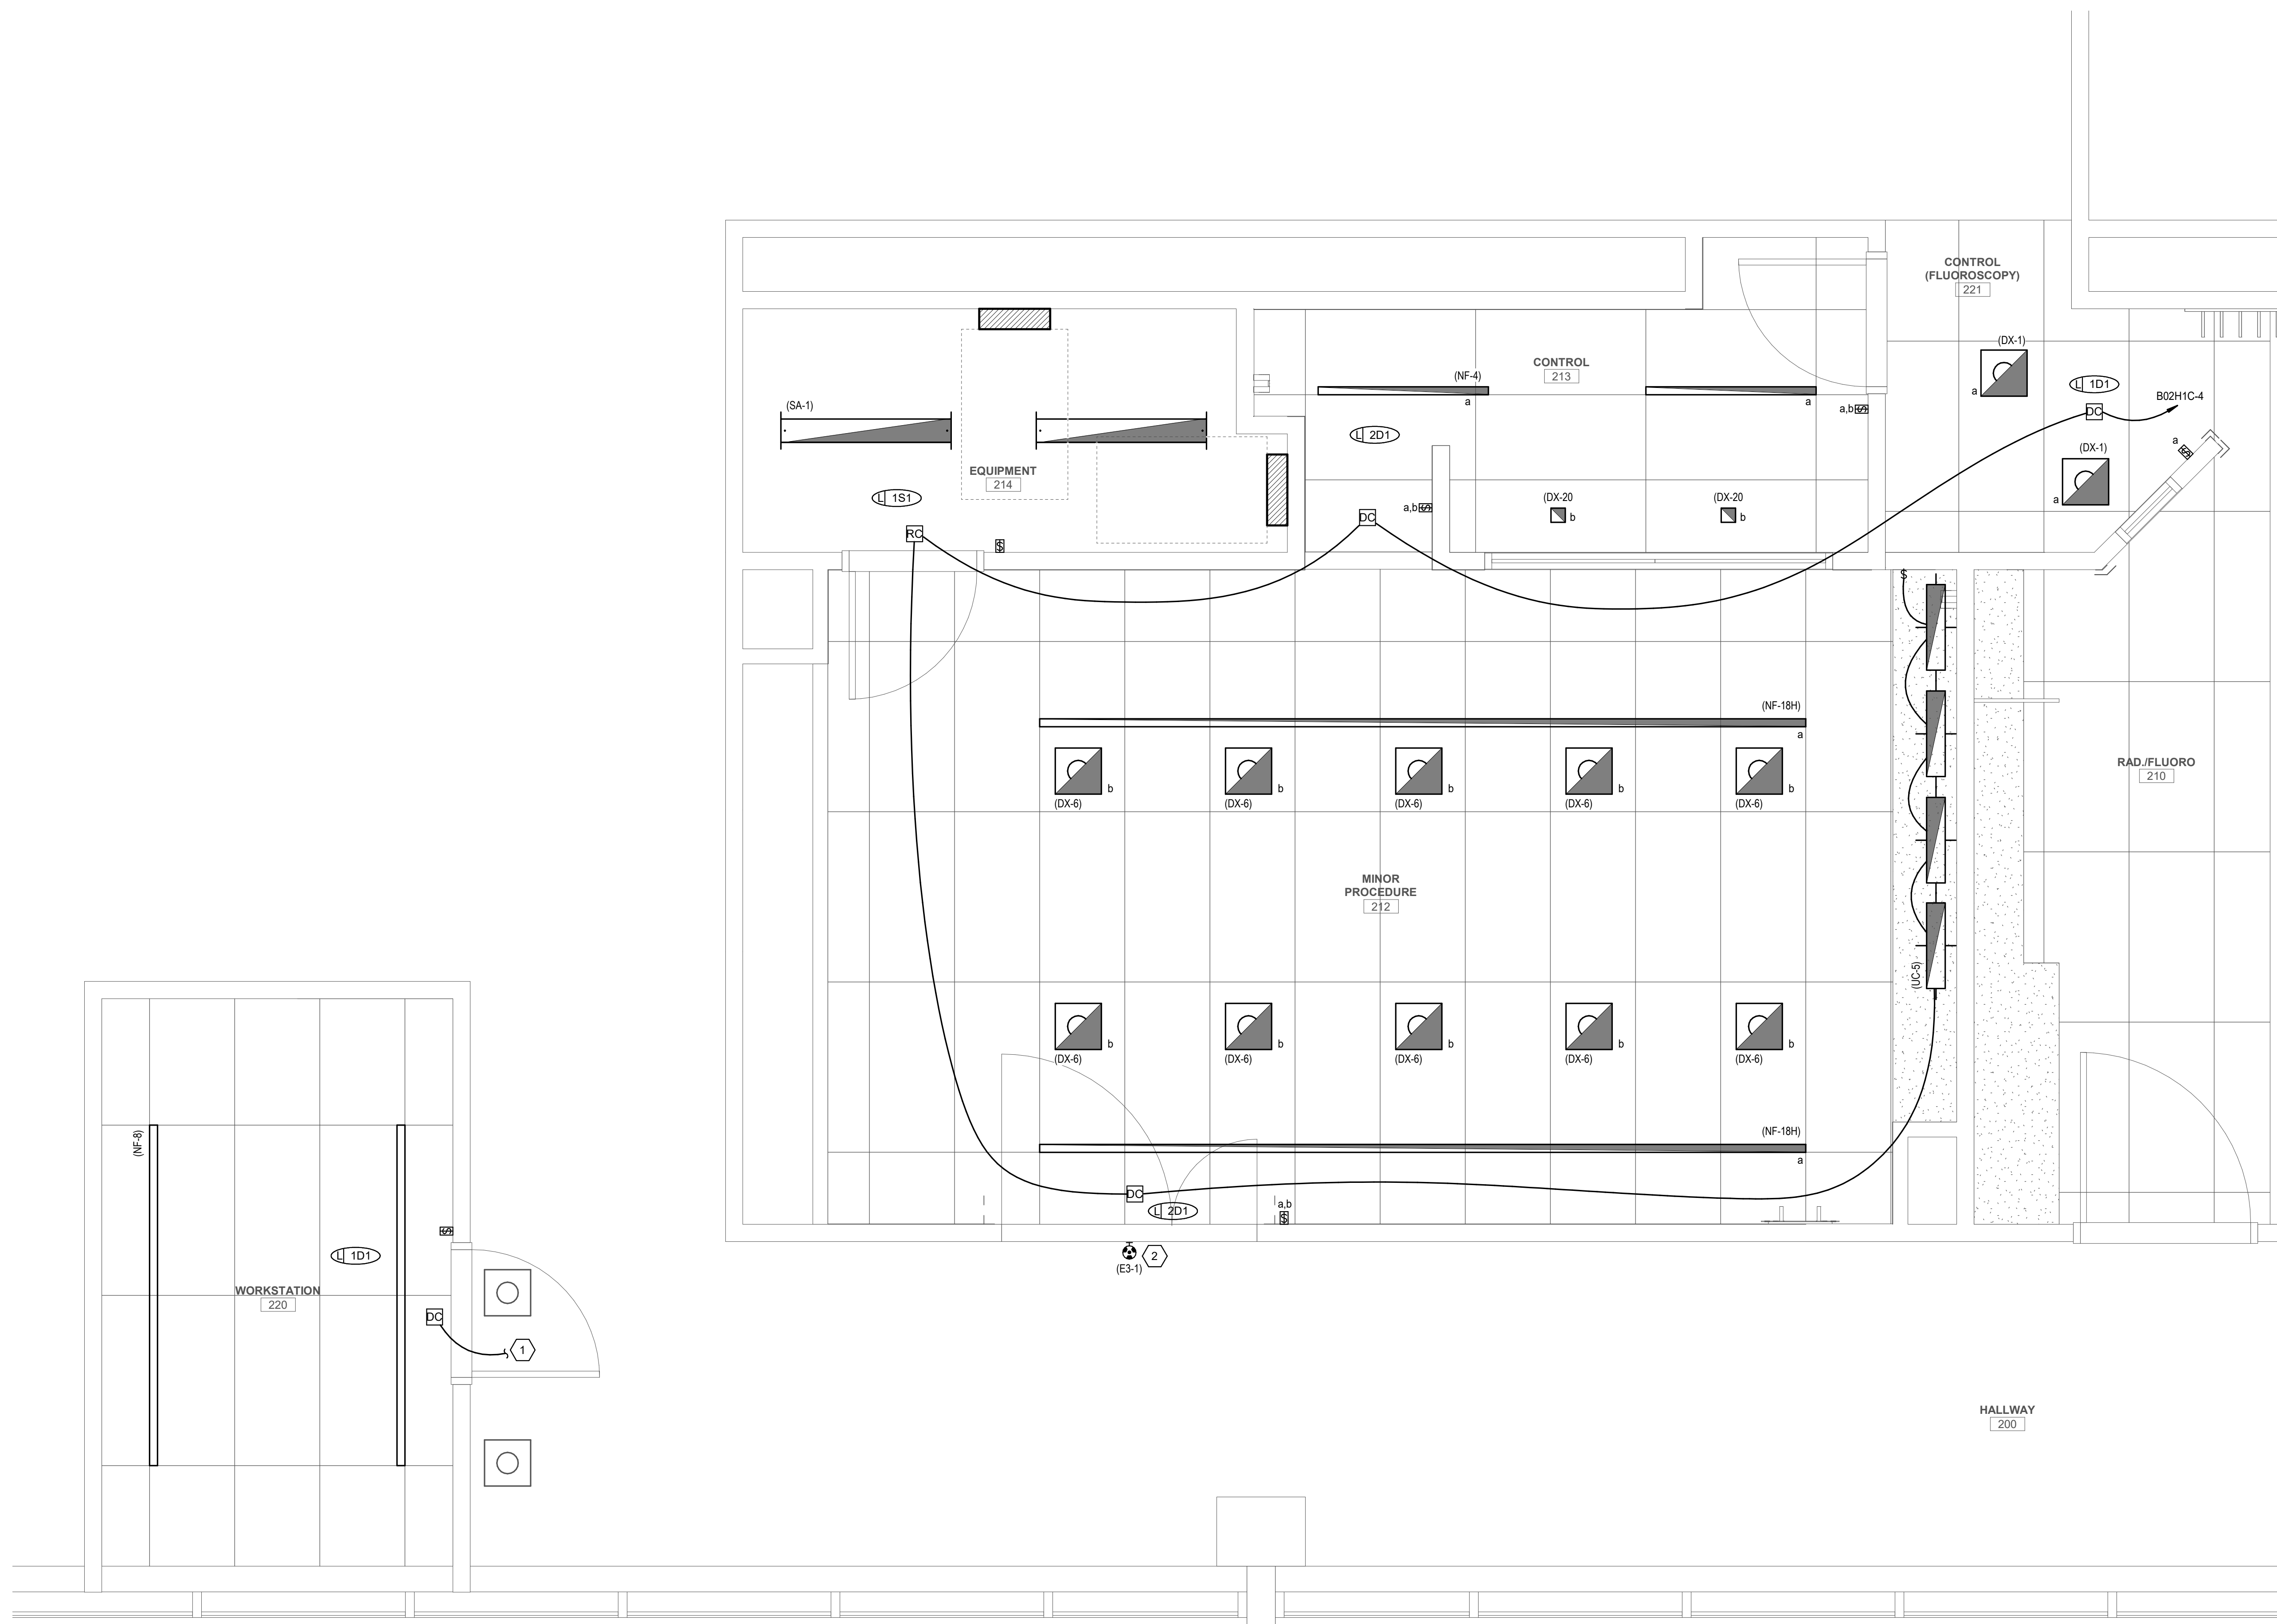 CONTROL
(FLUOROSCOPY)
221
(DX-1)
a
L 1D1
DC
B02H1C-4
(DX-1)
a
a
$
CONTROL
213
(NF-4)
a
a
a,b $
L 2D1
DC
a,b $
(DX-20
b
(DX-20
b
(SA-1)
EQUIPMENT
214
L 1S1
RC
$
$
(NF-18H)
a
b
b
b
b
b
(DX-6)
(DX-6)
(DX-6)
(DX-6)
(DX-6)
RAD./FLUORO
210
MINOR
PROCEDURE
212
(UC-5)
b
b
b
b
b
(DX-6)
(DX-6)
(DX-6)
(DX-6)
(DX-6)
(NF-18H)
a
DC
L 2D1
a,b
$
2
(E3-1)
(NF-8)
$
L 1D1
WORKSTATION
220
DC
1
HALLWAY
200